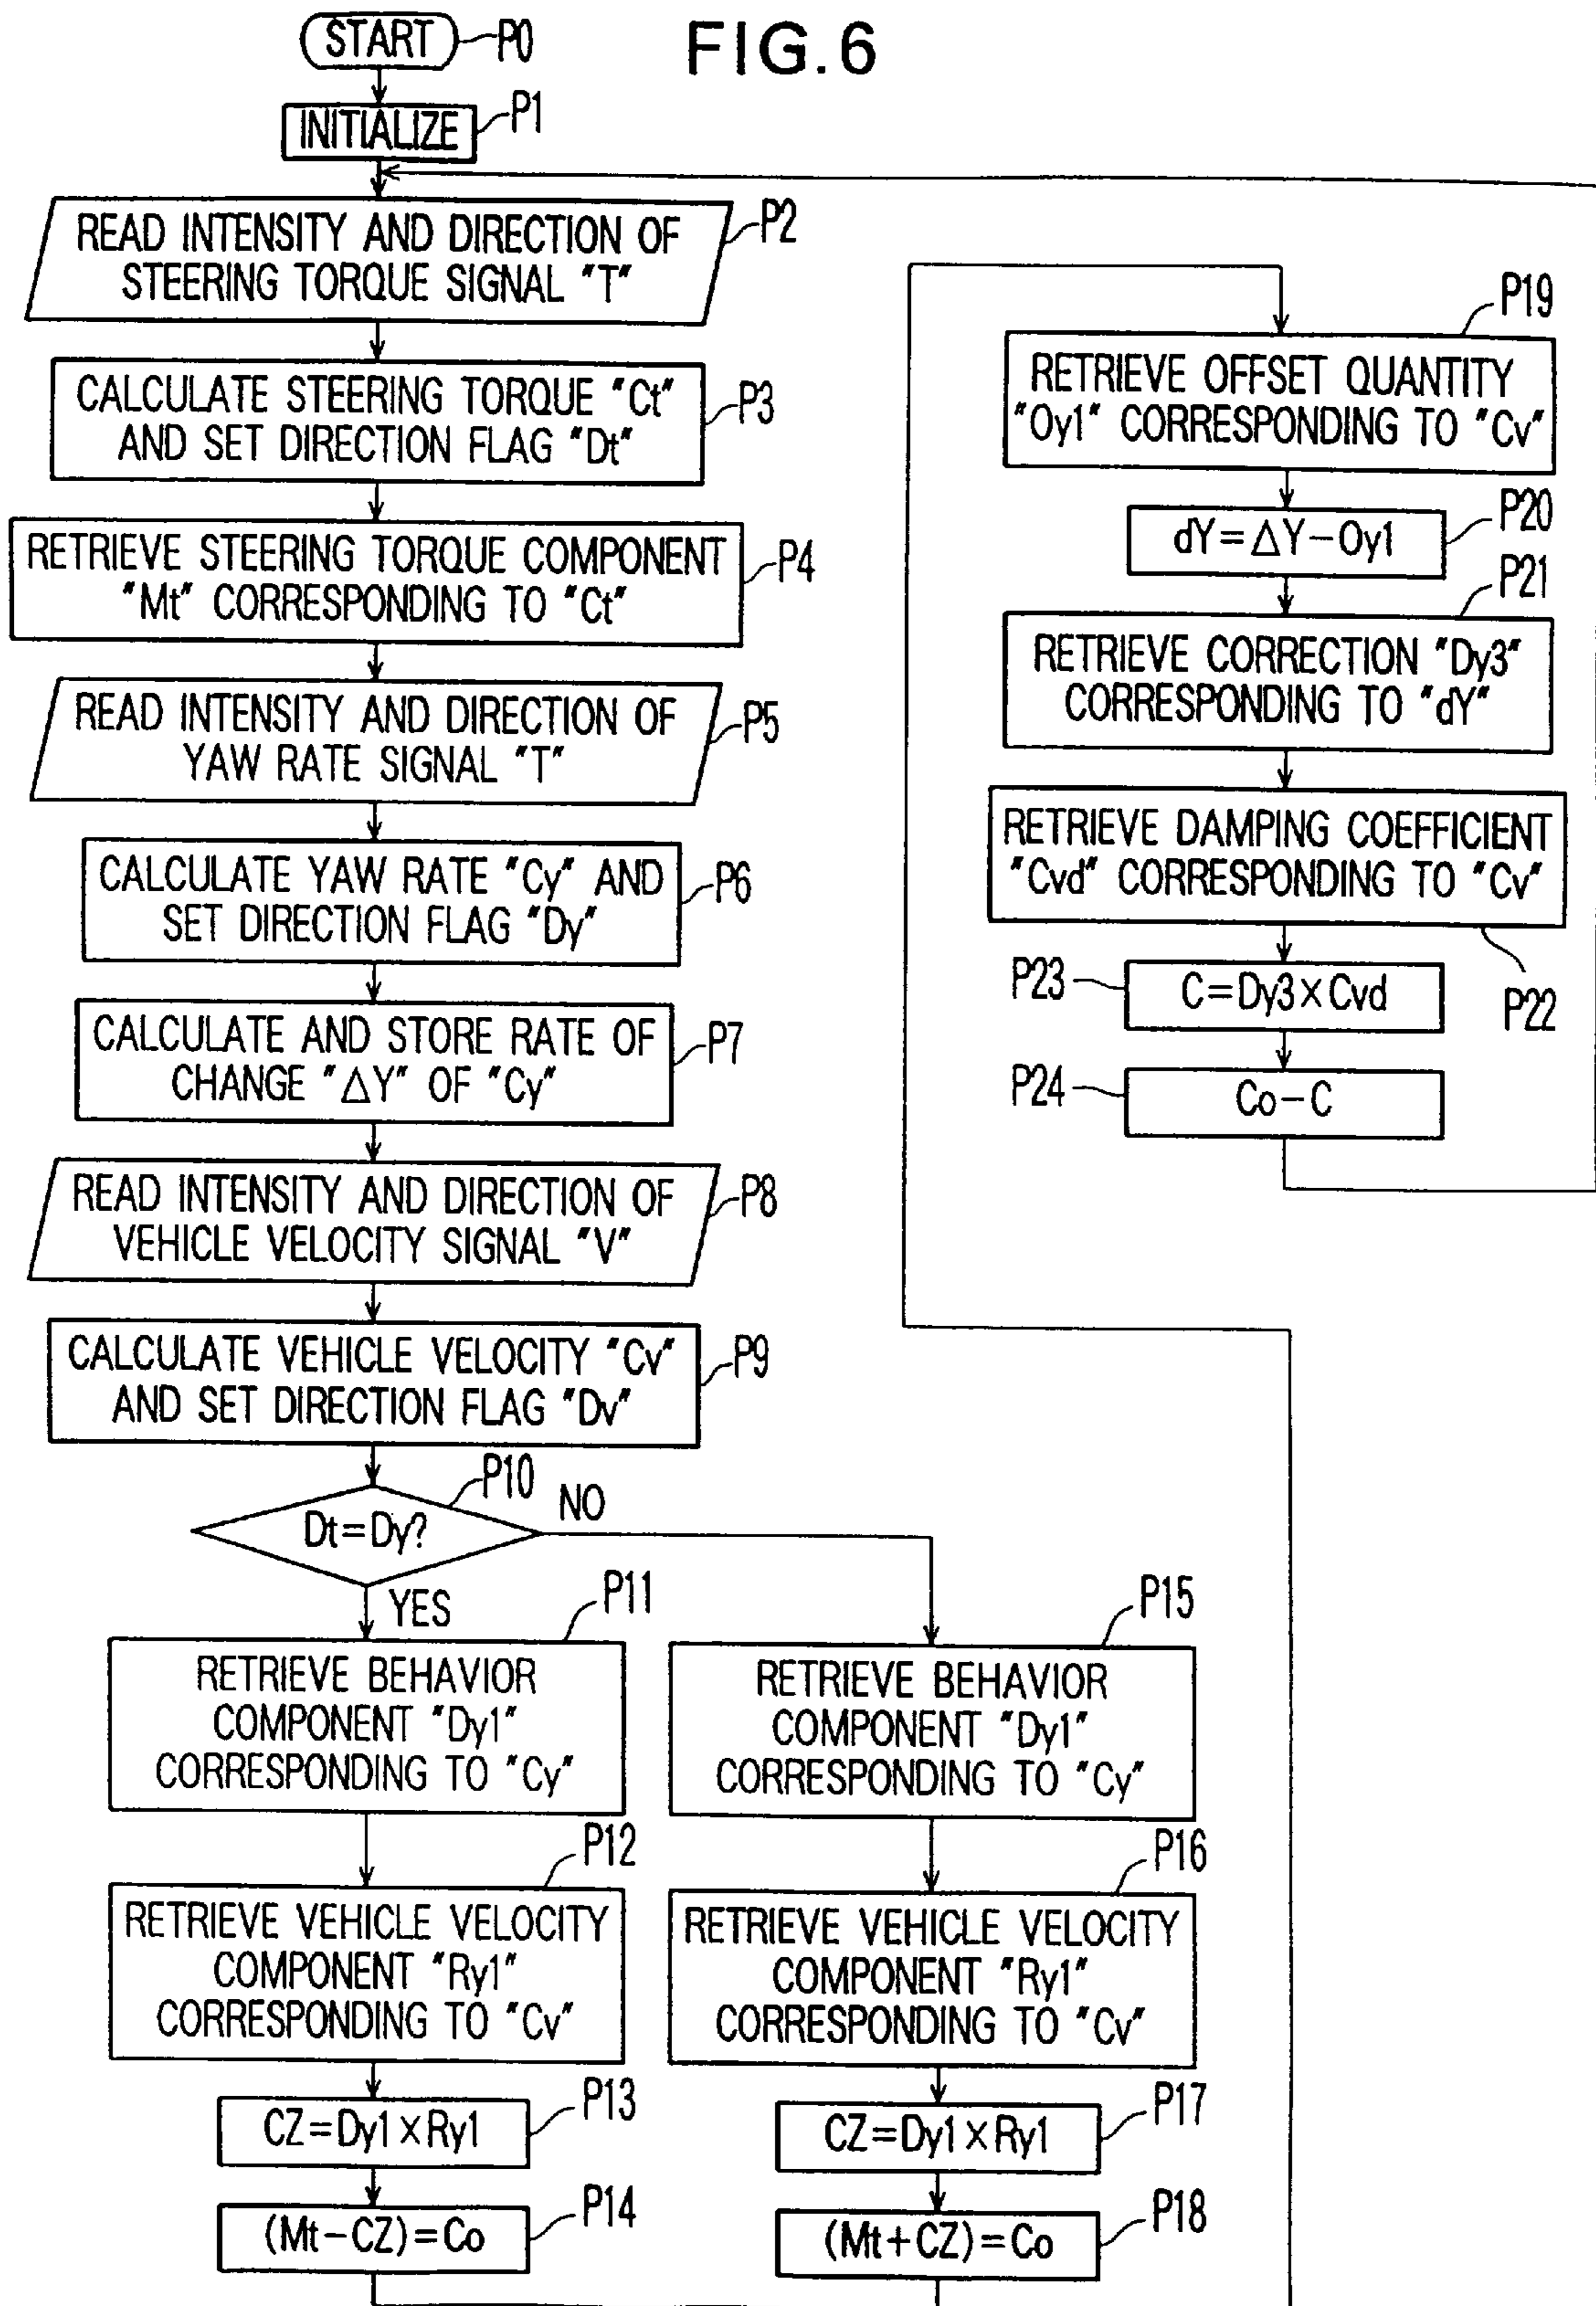 FIG.6
START
P0
INITIALIZE
P1
READ INTENSITY AND DIRECTION OF
STEERING TORQUE SIGNAL "T"
P2
CALCULATE STEERING TORQUE "Ct"
AND SET DIRECTION FLAG "Dt"
P3
RETRIEVE STEERING TORQUE COMPONENT
"Mt" CORRESPONDING TO "Ct"
P4
READ INTENSITY AND DIRECTION OF
YAW RATE SIGNAL "T"
P5
CALCULATE YAW RATE "Cy" AND
SET DIRECTION FLAG "Dy"
P6
CALCULATE AND STORE RATE OF
CHANGE "ΔY" OF "Cy"
P7
READ INTENSITY AND DIRECTION OF
VEHICLE VELOCITY SIGNAL "V"
P8
CALCULATE VEHICLE VELOCITY "Cv"
AND SET DIRECTION FLAG "Dv"
P9
P10
Dt=Dy?
NO
YES
P11
RETRIEVE BEHAVIOR
COMPONENT "Dy1"
CORRESPONDING TO "Cy"
P12
RETRIEVE VEHICLE VELOCITY
COMPONENT "Ry1"
CORRESPONDING TO "Cv"
CZ=Dy1×Ry1
P13
(Mt-CZ)=Co
P14
P15
RETRIEVE BEHAVIOR
COMPONENT "Dy1"
CORRESPONDING TO "Cy"
P16
RETRIEVE VEHICLE VELOCITY
COMPONENT "Ry1"
CORRESPONDING TO "Cv"
CZ=Dy1×Ry1
P17
(Mt+CZ)=Co
P18
P19
RETRIEVE OFFSET QUANTITY
"Oy1" CORRESPONDING TO "Cv"
dY=ΔY-Oy1
P20
P21
RETRIEVE CORRECTION "Dy3"
CORRESPONDING TO "dY"
RETRIEVE DAMPING COEFFICIENT
"Cvd" CORRESPONDING TO "Cv"
P22
P23
C=Dy3×Cvd
P24
Co-C